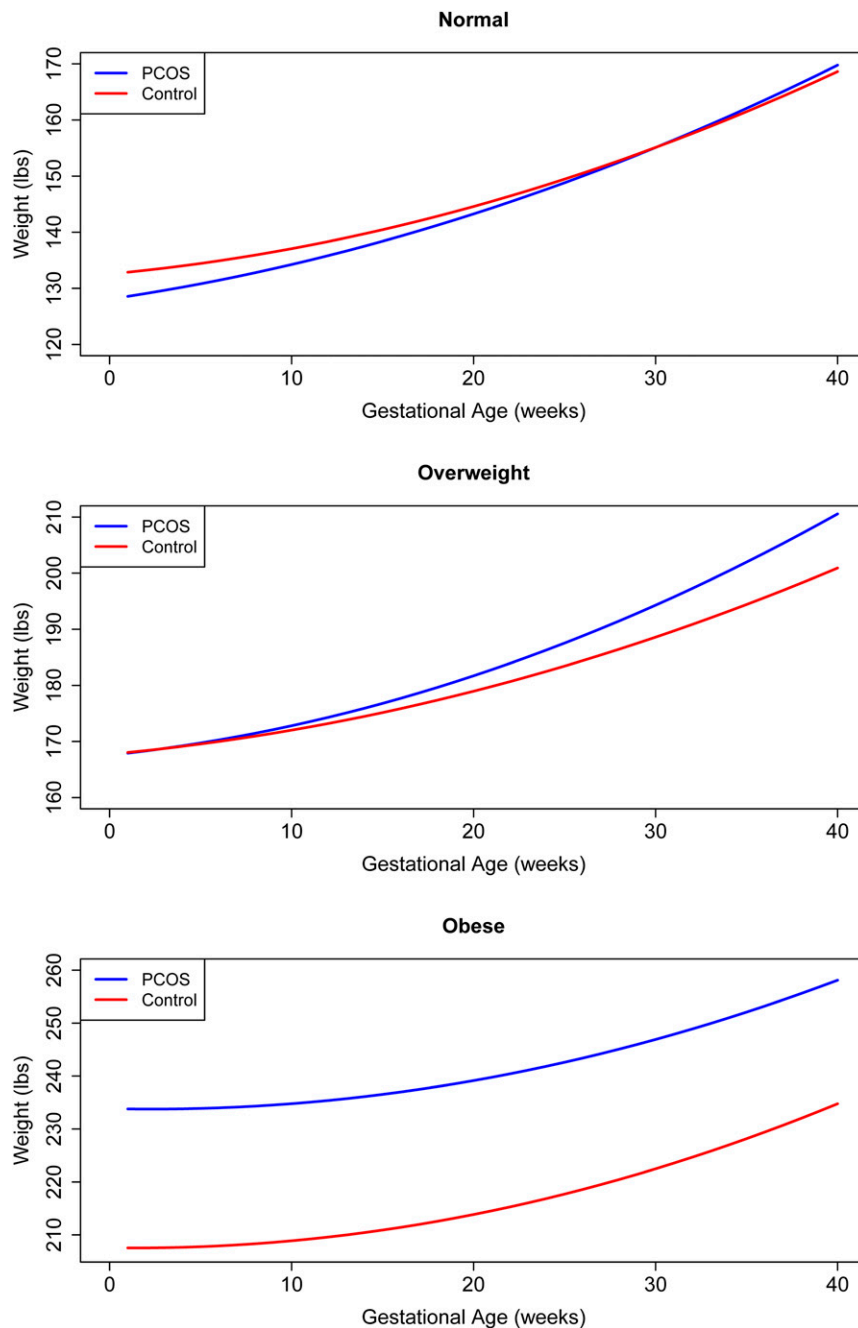 Normal
PCOS
Control
Weight (lbs)
170
160
150
140
130
120
0 10 20 30 40
Gestational Age (weeks)
Overweight
PCOS
Control
Weight (lbs)
210
200
190
180
170
160
0 10 20 30 40
Gestational Age (weeks)
Obese
PCOS
Control
Weight (lbs)
260
250
240
230
220
210
0 10 20 30 40
Gestational Age (weeks)